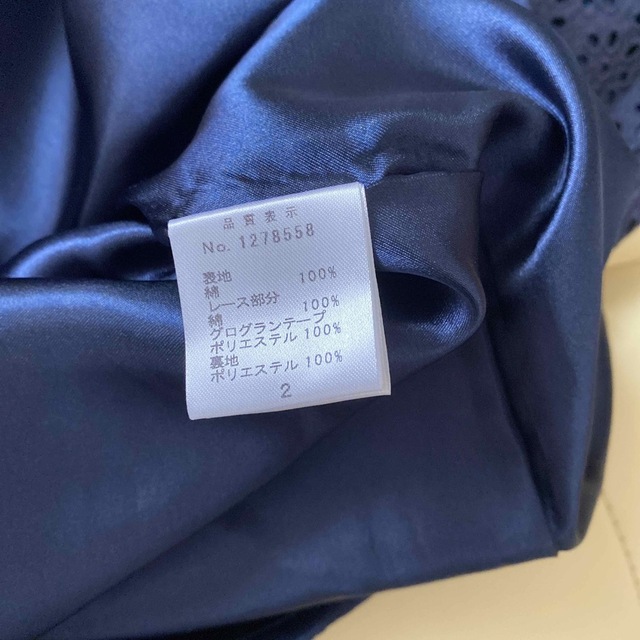 品質表示
No. 1278558
表地
綿 100%
レース部分
綿 100%
グログランテープ
ポリエステル 100%
裏地
ポリエステル 100%
2